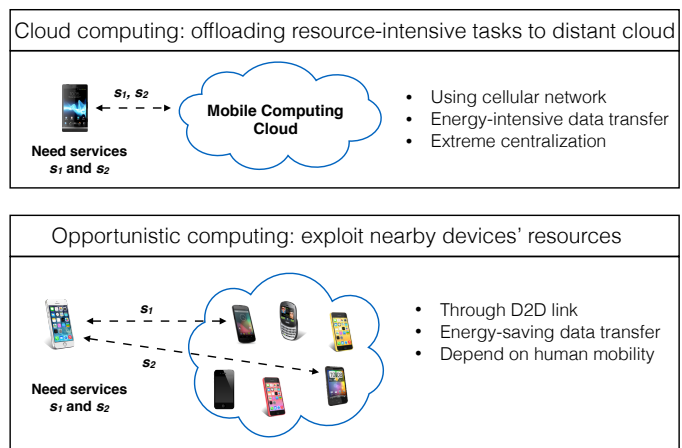 Cloud computing: offloading resource-intensive tasks to distant cloud
s1, s2
Mobile Computing
Cloud
Need services
s1 and s2
• Using cellular network
• Energy-intensive data transfer
• Extreme centralization
Opportunistic computing: exploit nearby devices' resources
s1
s2
Need services
s1 and s2
• Through D2D link
• Energy-saving data transfer
• Depend on human mobility